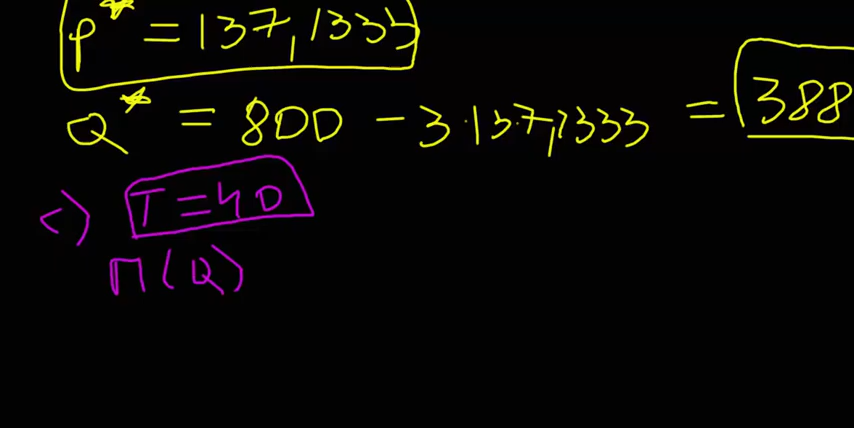 P* = 137,1333
Q* = 800 - 3·137,1333 = 388
c) T = 40
Π(Q)